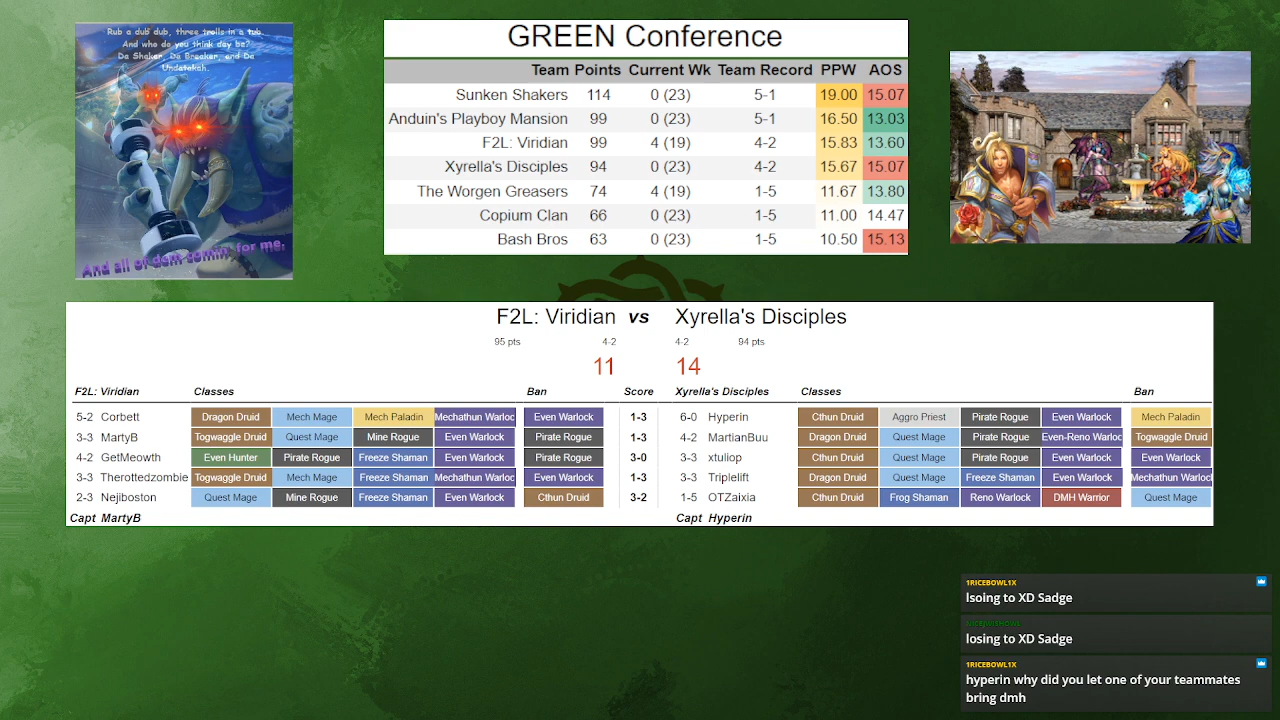 Rub a dub dub, three trolls in a tub.
And who do you think dey be?
Da Shaker, Da Breaker, and Da
Undatakah.
And all of dem comin' for me.
GREEN Conference
Team Points Current Wk Team Record PPW AOS
Sunken Shakers 114 0 (23) 5-1 19.00 15.07
Anduin's Playboy Mansion 99 0 (23) 5-1 16.50 13.03
F2L: Viridian 99 4 (19) 4-2 15.83 13.60
Xyrella's Disciples 94 0 (23) 4-2 15.67 15.07
The Worgen Greasers 74 4 (19) 1-5 11.67 13.80
Copium Clan 66 0 (23) 1-5 11.00 14.47
Bash Bros 63 0 (23) 1-5 10.50 15.13
F2L: Viridian vs Xyrella's Disciples
95 pts 4-2 4-2 94 pts
11 14
F2L: Viridian Classes Ban Score Xyrella's Disciples Classes Ban
5-2 Corbett Dragon Druid Mech Mage Mech Paladin Mechathun Warloc Even Warlock 1-3 6-0 Hyperin Cthun Druid Aggro Priest Pirate Rogue Even Warlock Mech Paladin
3-3 MartyB Togwaggle Druid Quest Mage Mine Rogue Even Warlock Pirate Rogue 1-3 4-2 MartianBuu Dragon Druid Quest Mage Pirate Rogue Even-Reno Warloc Togwaggle Druid
4-2 GetMeowth Even Hunter Pirate Rogue Freeze Shaman Even Warlock Pirate Rogue 3-0 3-3 xtuliop Cthun Druid Quest Mage Pirate Rogue Even Warlock Even Warlock
3-3 Therottedzombie Togwaggle Druid Mech Mage Freeze Shaman Mechathun Warloc Even Warlock 1-3 3-3 Triplelift Dragon Druid Quest Mage Freeze Shaman Even Warlock Mechathun Warloc
2-3 Nejiboston Quest Mage Mine Rogue Freeze Shaman Even Warlock Cthun Druid 3-2 1-5 OTZaixia Cthun Druid Frog Shaman Reno Warlock DMH Warrior Quest Mage
Capt MartyB Capt Hyperin
1RICEBOWL1X
lsoing to XD Sadge
losing to XD Sadge
1RICEBOWL1X
hyperin why did you let one of your teammates
bring dmh